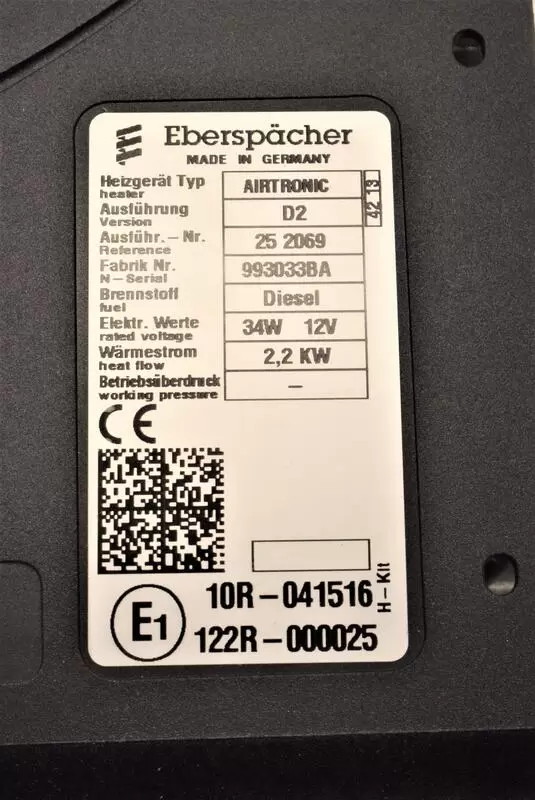 Eberspächer
MADE IN GERMANY
Heizgerät Typ AIRTRONIC
heater
42 13
Ausführung D2
Version
Ausführ.-Nr. 25 2069
Reference
Fabrik Nr. 993033BA
N-Serial
Brennstoff Diesel
fuel
Elektr. Werte 34W 12V
rated voltage
Wärmestrom 2,2 KW
heat flow
Betriebsüberdruck –
working pressure
CE
10R-041516
H-Kit
E1
122R-000025